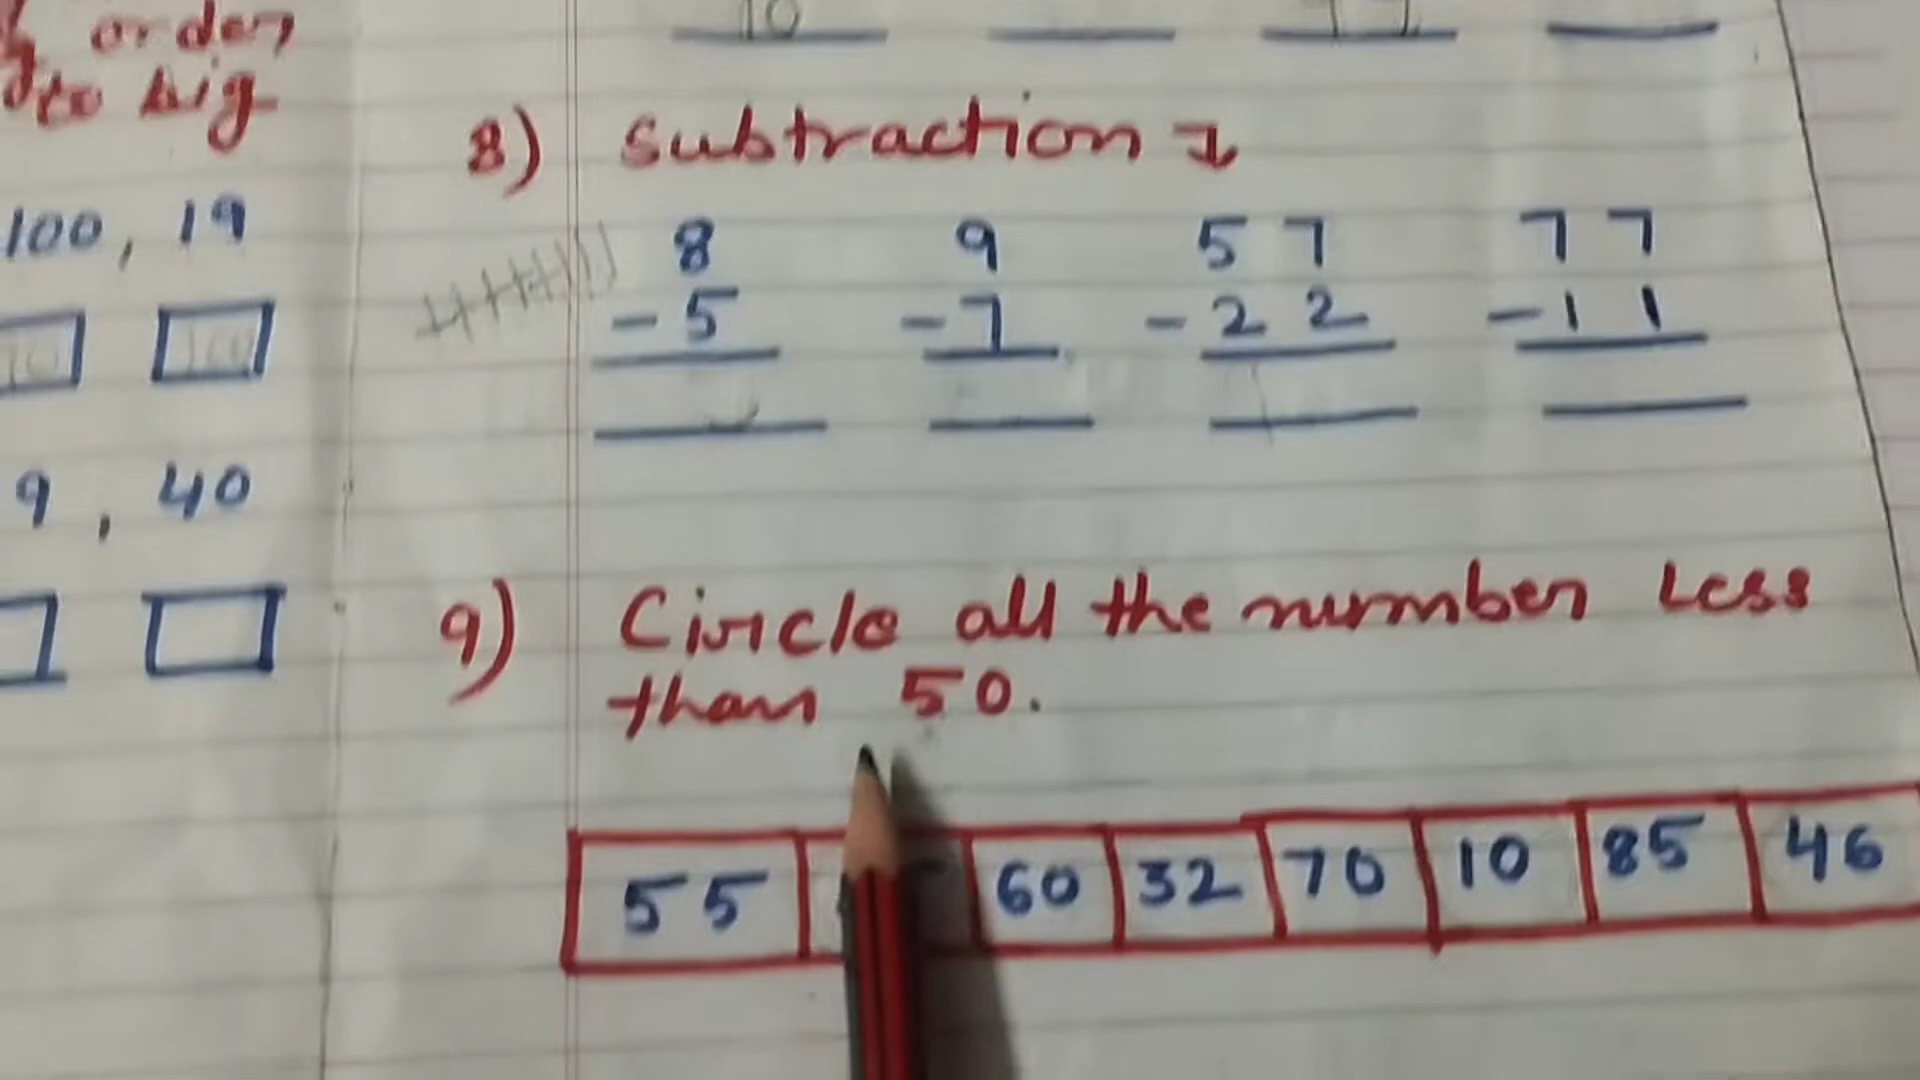 order
to big
100, 19
9, 40
10
8) Subtraction
8 9 57 77
-5 -7 -22 -11
9) Circle all the number Less
than 50.
55 60 32 70 10 85 46